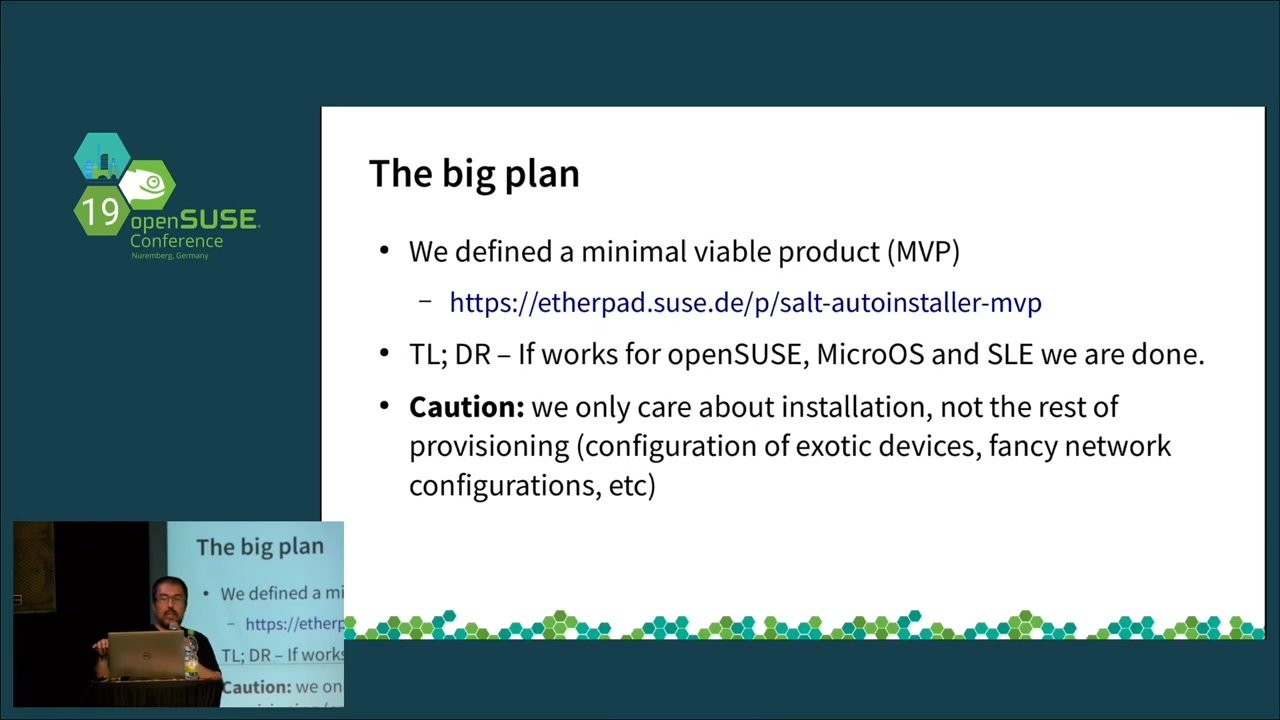 19
openSUSE
Conference
Nuremberg, Germany
The big plan
• We defined a minimal viable product (MVP)
– https://etherpad.suse.de/p/salt-autoinstaller-mvp
• TL; DR – If works for openSUSE, MicroOS and SLE we are done.
• Caution: we only care about installation, not the rest of
provisioning (configuration of exotic devices, fancy network
configurations, etc)
The big plan
• We defined a mi
– https://etherp
TL; DR – If works
Caution: we on